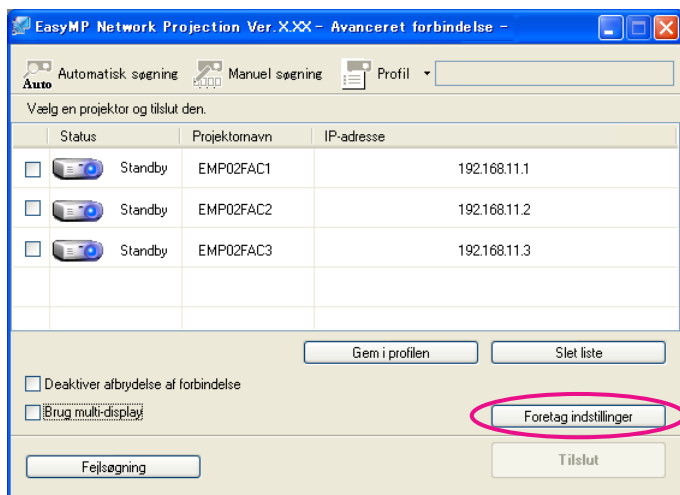 EasyMP Network Projection Ver.X.XX - Avanceret forbindelse -
Auto Automatisk søgning Manuel søgning Profil
Vælg en projektor og tilslut den.
Status Projektornavn IP-adresse
Standby EMP02FAC1 192.168.11.1
Standby EMP02FAC2 192.168.11.2
Standby EMP02FAC3 192.168.11.3
Gem i profilen Slet liste
Deaktiver afbrydelse af forbindelse
Brug multi-display Foretag indstillinger
Fejlsøgning Tilslut